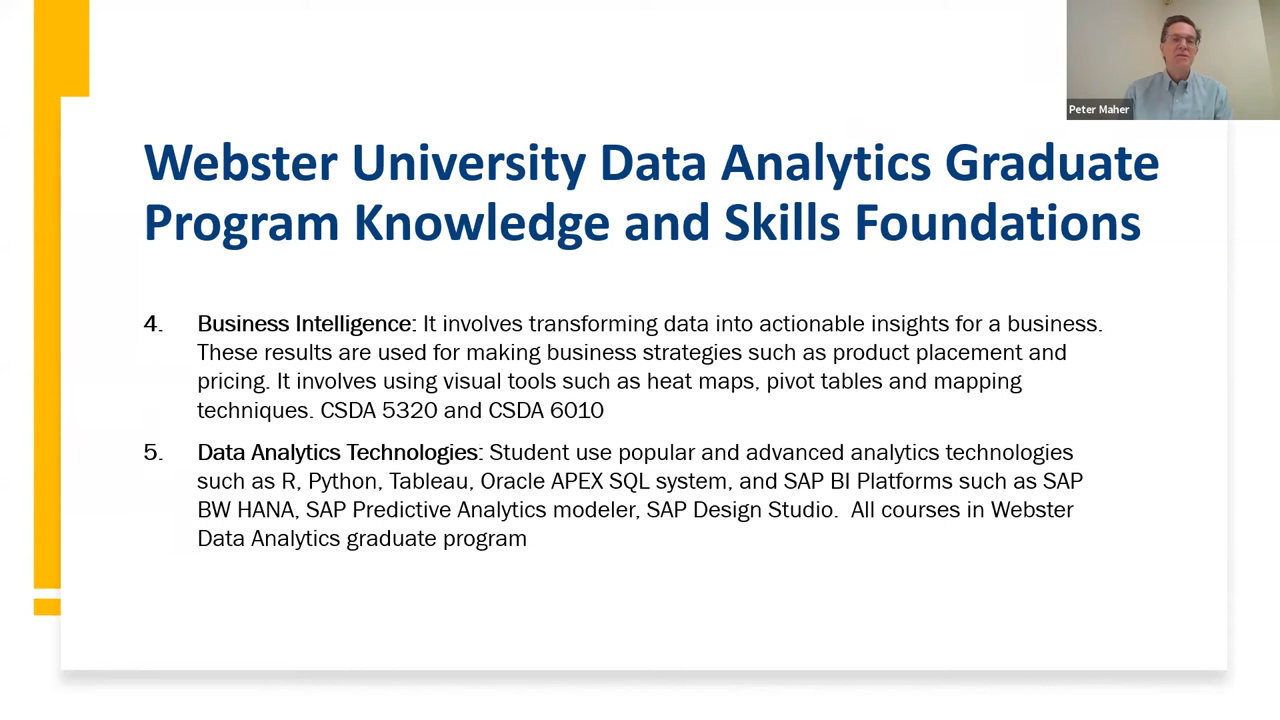 Peter Maher
Webster University Data Analytics Graduate
Program Knowledge and Skills Foundations
4. Business Intelligence: It involves transforming data into actionable insights for a business.
These results are used for making business strategies such as product placement and
pricing. It involves using visual tools such as heat maps, pivot tables and mapping
techniques. CSDA 5320 and CSDA 6010
5. Data Analytics Technologies: Student use popular and advanced analytics technologies
such as R, Python, Tableau, Oracle APEX SQL system, and SAP BI Platforms such as SAP
BW HANA, SAP Predictive Analytics modeler, SAP Design Studio.  All courses in Webster
Data Analytics graduate program